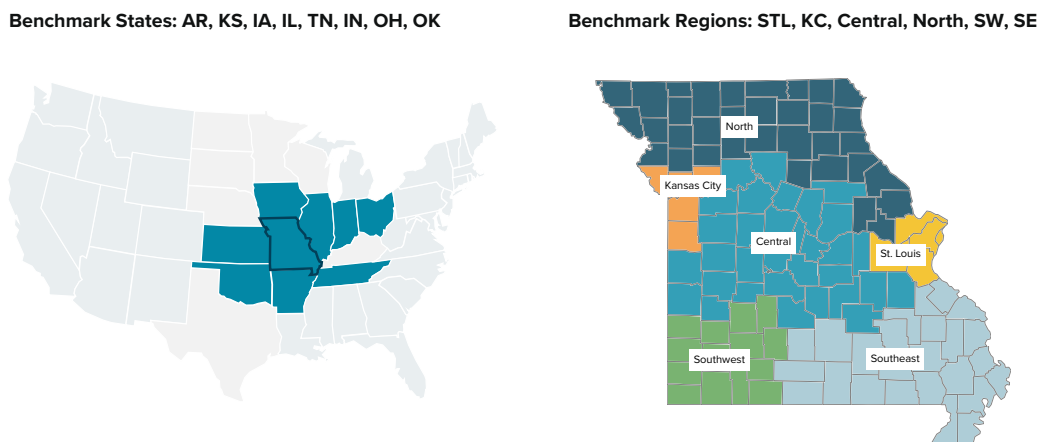 Benchmark States: AR, KS, IA, IL, TN, IN, OH, OK
Benchmark Regions: STL, KC, Central, North, SW, SE
North
Kansas City
Central
St. Louis
Southwest
Southeast